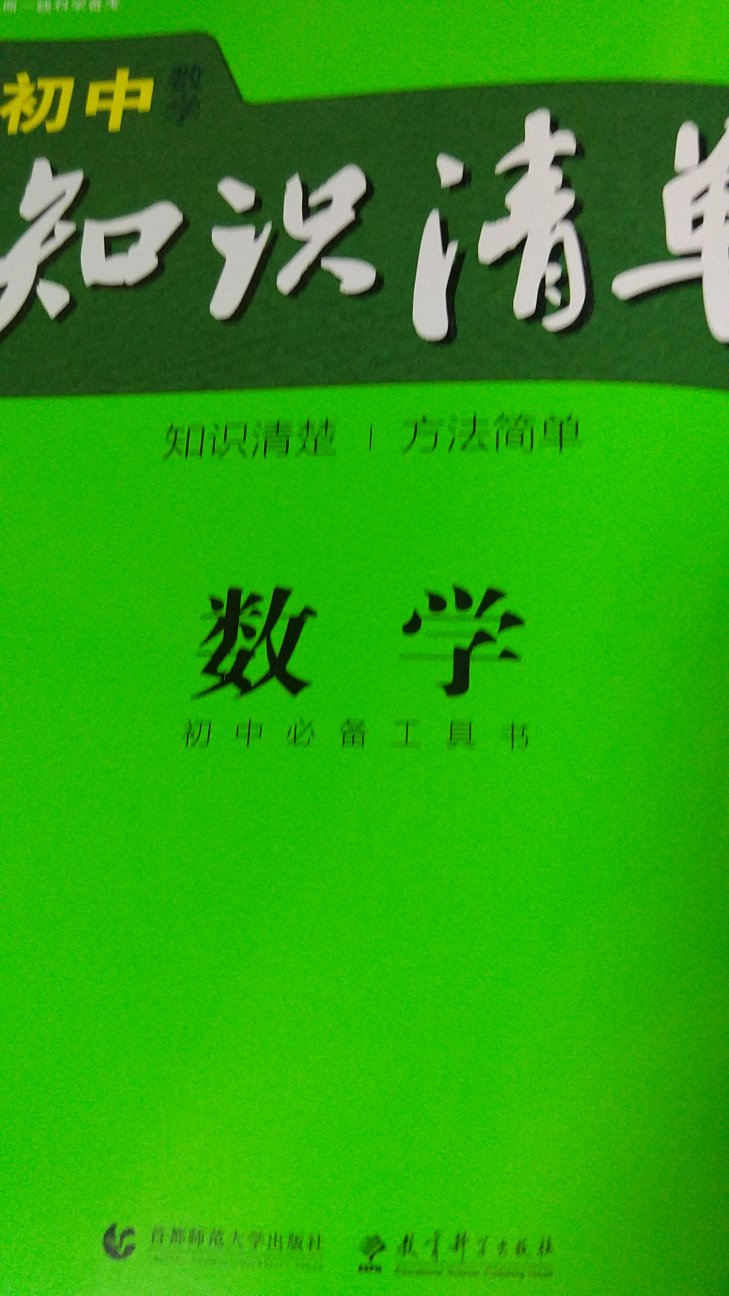 初中
数学
知识清单
知识清楚 | 方法简单
数学
初中必备工具书
首都师范大学出版社 教育科学出版社